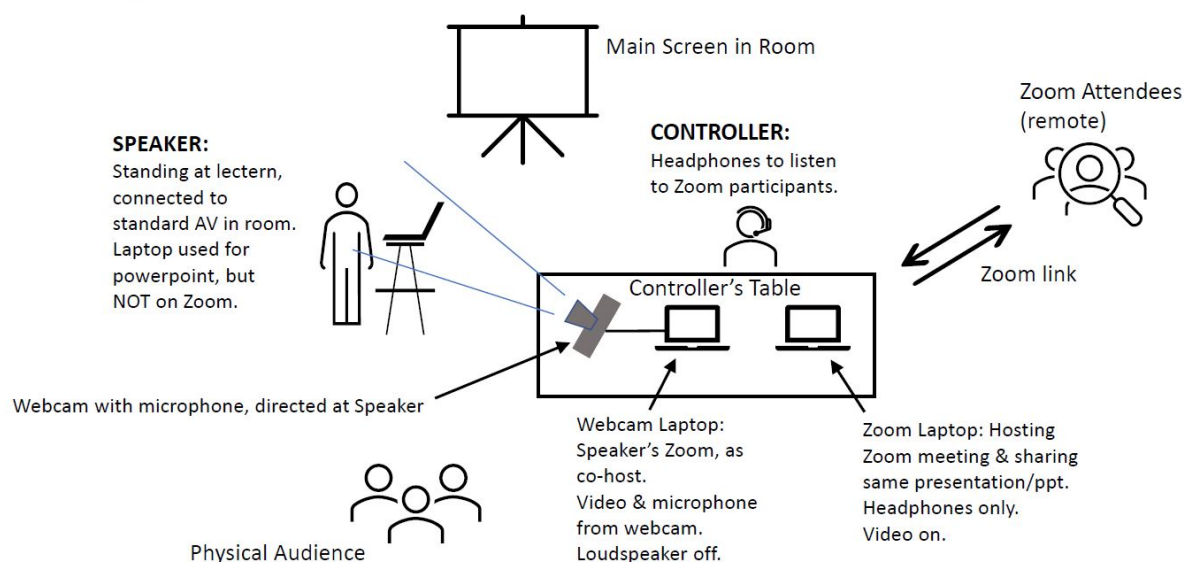 Main Screen in Room
Zoom Attendees
(remote)
SPEAKER:
Standing at lectern,
connected to
standard AV in room.
Laptop used for
powerpoint, but
NOT on Zoom.
CONTROLLER:
Headphones to listen
to Zoom participants.
Zoom link
Controller's Table
Webcam with microphone, directed at Speaker
Webcam Laptop:
Speaker's Zoom, as
co-host.
Video & microphone
from webcam.
Loudspeaker off.
Zoom Laptop: Hosting
Zoom meeting & sharing
same presentation/ppt.
Headphones only.
Video on.
Physical Audience